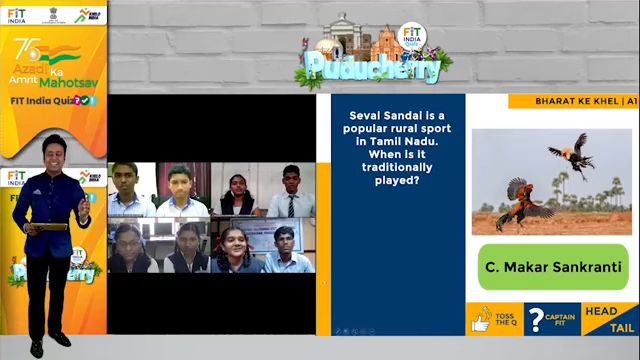 FIT
INDIA
KHELO
INDIA
75
Azadi Ka
Amrit Mahotsav
FIT India Quiz
FIT
INDIA
FIT
INDIA
Quiz
Puducherry
Seval Sandai is a
popular rural sport
in Tamil Nadu.
When is it
traditionally
played?
BHARAT KE KHEL | A1
C. Makar Sankranti
TOSS
THE Q
?
CAPTAIN
FIT
HEAD
TAIL